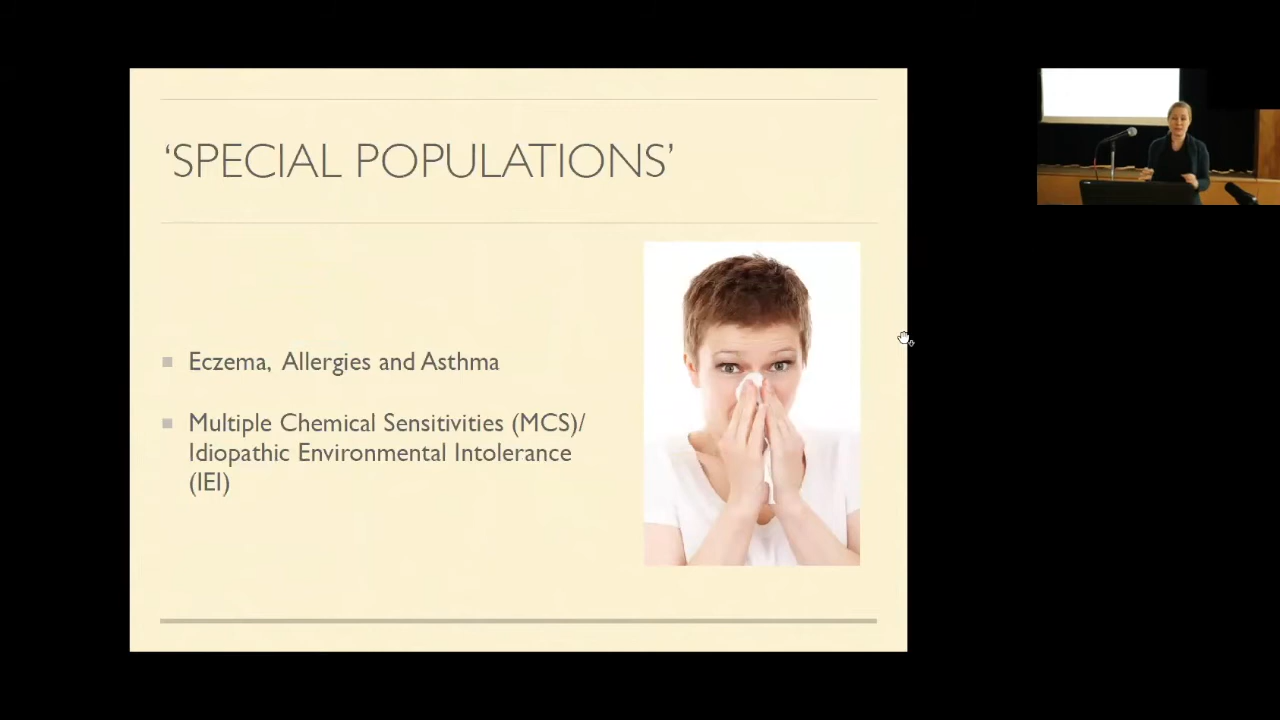 ‘SPECIAL POPULATIONS’
Eczema, Allergies and Asthma
Multiple Chemical Sensitivities (MCS)/
Idiopathic Environmental Intolerance
(IEI)